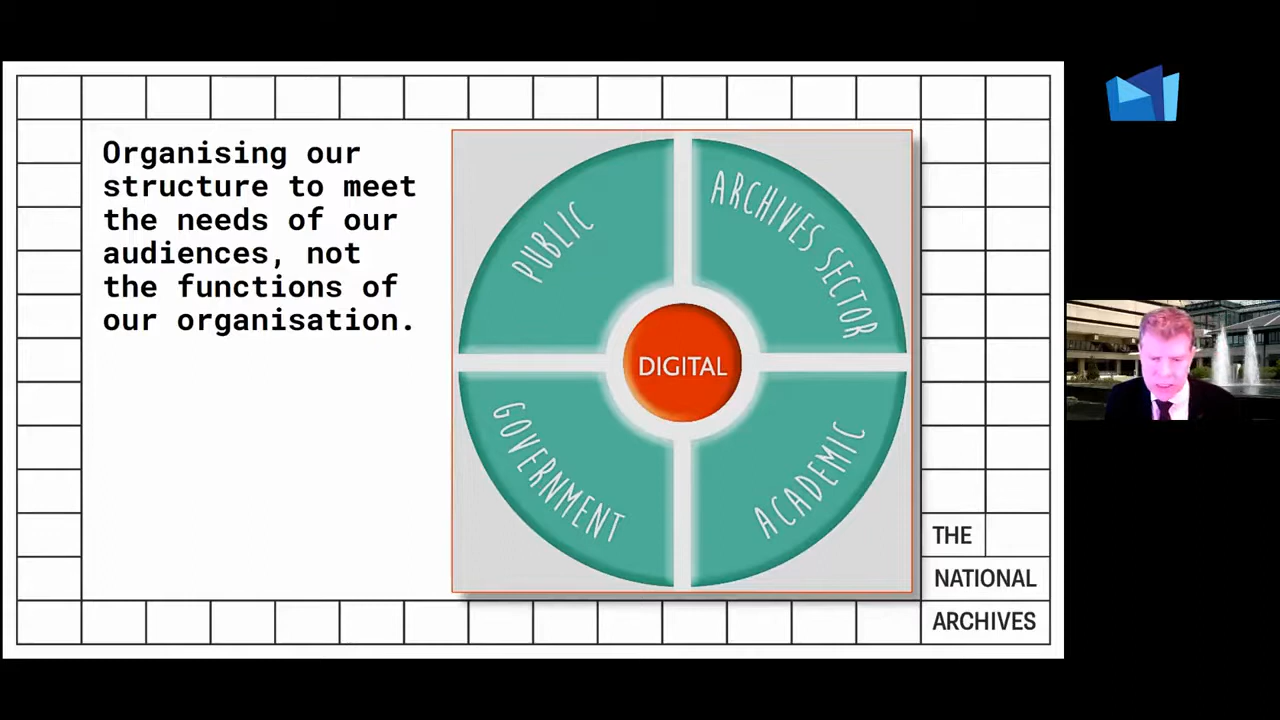 Organising our
structure to meet
the needs of our
audiences, not
the functions of
our organisation.
PUBLIC
ARCHIVES SECTOR
DIGITAL
GOVERNMENT
ACADEMIC
THE
NATIONAL
ARCHIVES